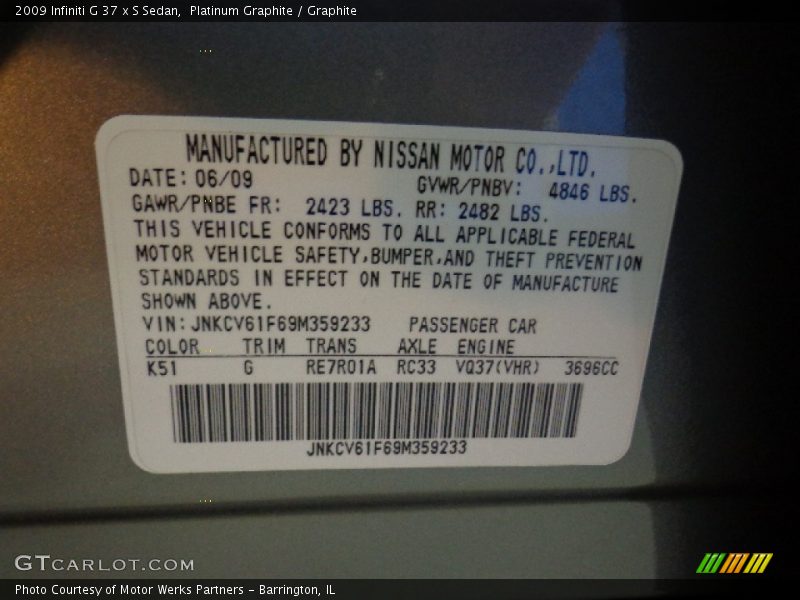 2009 Infiniti G 37 x S Sedan,  Platinum Graphite / Graphite
MANUFACTURED BY NISSAN MOTOR CO.,LTD.
DATE: 06/09 GVWR/PNBV: 4846 LBS.
GAWR/PNBE FR: 2423 LBS. RR: 2482 LBS.
THIS VEHICLE CONFORMS TO ALL APPLICABLE FEDERAL
MOTOR VEHICLE SAFETY,BUMPER,AND THEFT PREVENTION
STANDARDS IN EFFECT ON THE DATE OF MANUFACTURE
SHOWN ABOVE.
VIN: JNKCV61F69M359233 PASSENGER CAR
COLOR TRIM TRANS AXLE ENGINE
K51 G RE7R01A RC33 VQ37(VHR) 3696CC
JNKCV61F69M359233
GTCARLOT.COM
Photo Courtesy of Motor Werks Partners - Barrington, IL